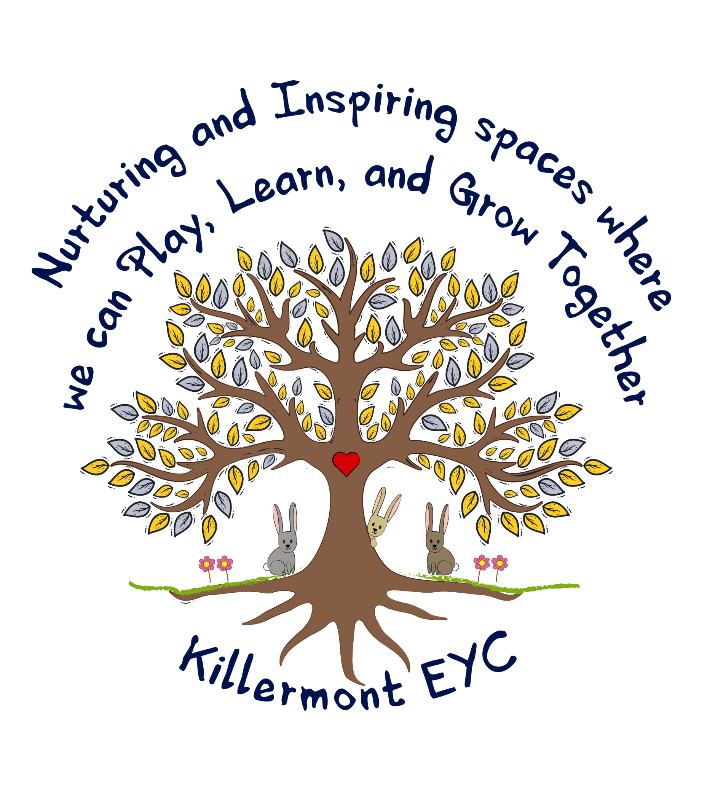 Nurturing and Inspiring spaces where
we can Play, Learn, and Grow Together
Killermont EYC